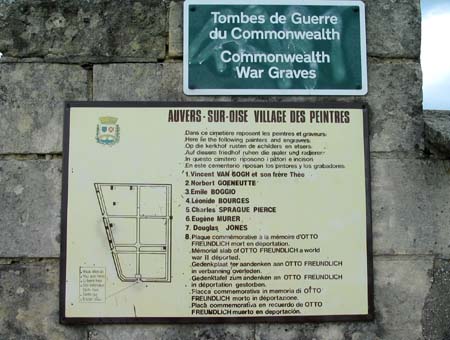 Tombes de Guerre
du Commonwealth
Commonwealth
War Graves
AUVERS-SUR-OISE VILLAGE DES PEINTRES
Dans ce cimetière reposent les peintres et graveurs:
Here lie the following painters and engravers:
Op die kerkhof rusten de schilders en etsers:
Auf diesem friedhof ruhen die maler und radierer:
In questo cimitero riposono i pittori e incisori
En este cementerio reposan los pintores y los grabadores:
1. Vincent VAN GOGH et son frère Théo
2. Norbert GOENEUTTE
3. Emile BOGGIO
4. Léonide BOURGES
5. Charles SPRAGUE PIERCE
6. Eugène MURER
7. Douglas JONES
8. Plaque commémorative à la mémoire d'OTTO
FREUNDLICH mort en déportation.
Memorial slab of OTTO FREUNDLICH a world
war II deported.
Gedenkplaat ter aandenken aan OTTO FREUNDLICH
in verbanning overleden.
Gedenktafel zum andenken an OTTO FREUNDLICH
in déportation gestorben.
Placca commemorativa in memoria di OTTO
FREUNDLICH morto in deportazione.
Placa commemorativa en recuerdo de OTTO
FREUNDLICH muerto en deportación.